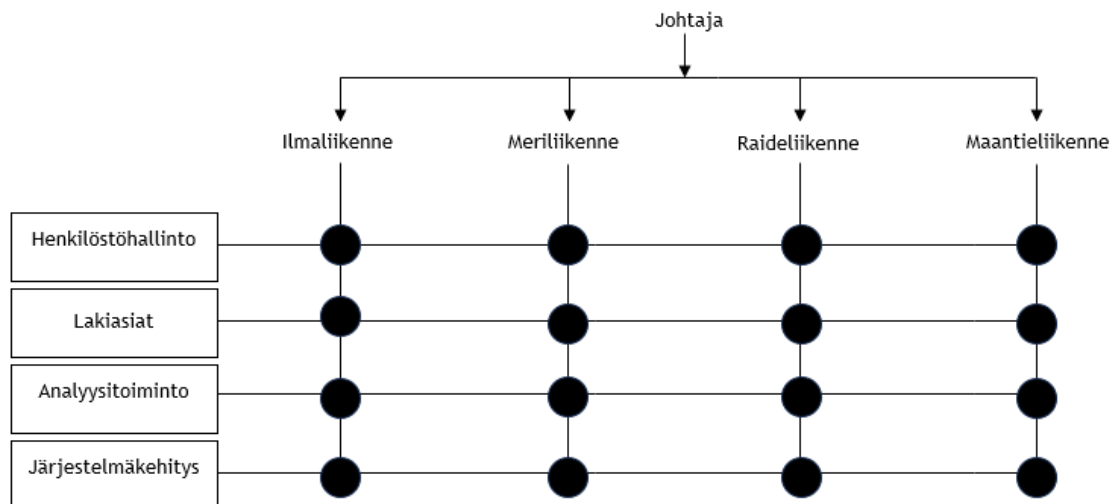 Johtaja
Ilmaliikenne Meriliikenne Raideliikenne Maantieliikenne
Henkilöstöhallinto
Lakiasiat
Analyysitoiminto
Järjestelmäkehitys